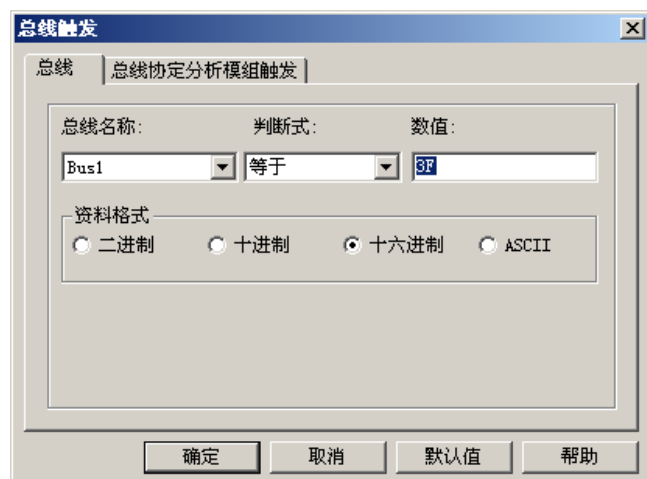 总线触发
总线 总线协定分析模组触发
总线名称: 判断式: 数值:
Bus1 等于 3F
资料格式
二进制 十进制 十六进制 ASCII
确定 取消 默认值 帮助